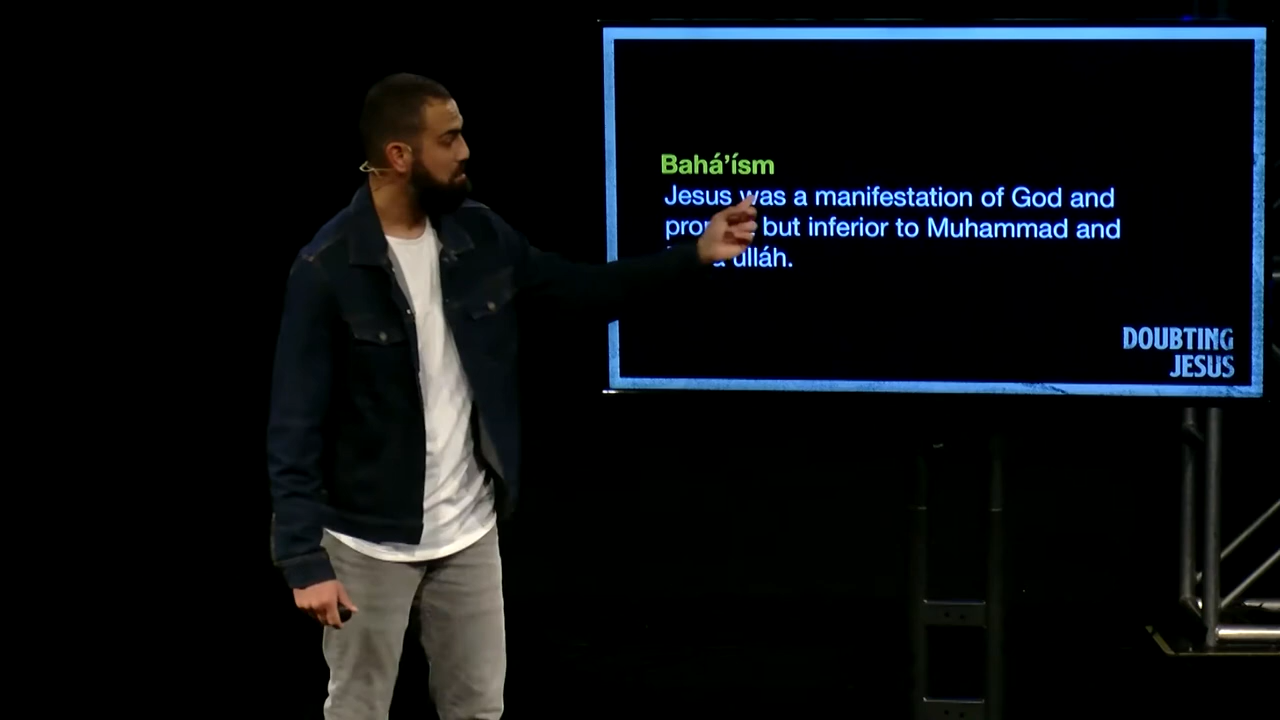 Bahá'ísm
Jesus was a manifestation of God and
but inferior to Muhammad and
DOUBTING
JESUS